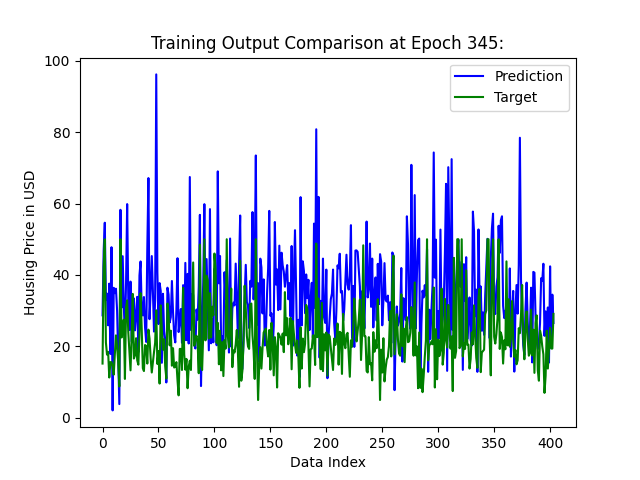 Training Output Comparison at Epoch 345:
Prediction
Target
Housing Price in USD
100
80
60
40
20
0
0 50 100 150 200 250 300 350 400
Data Index